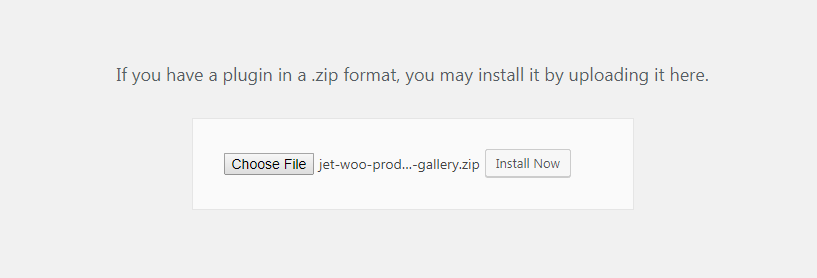 If you have a plugin in a .zip format, you may install it by uploading it here.
Choose File jet-woo-prod...-gallery.zip Install Now